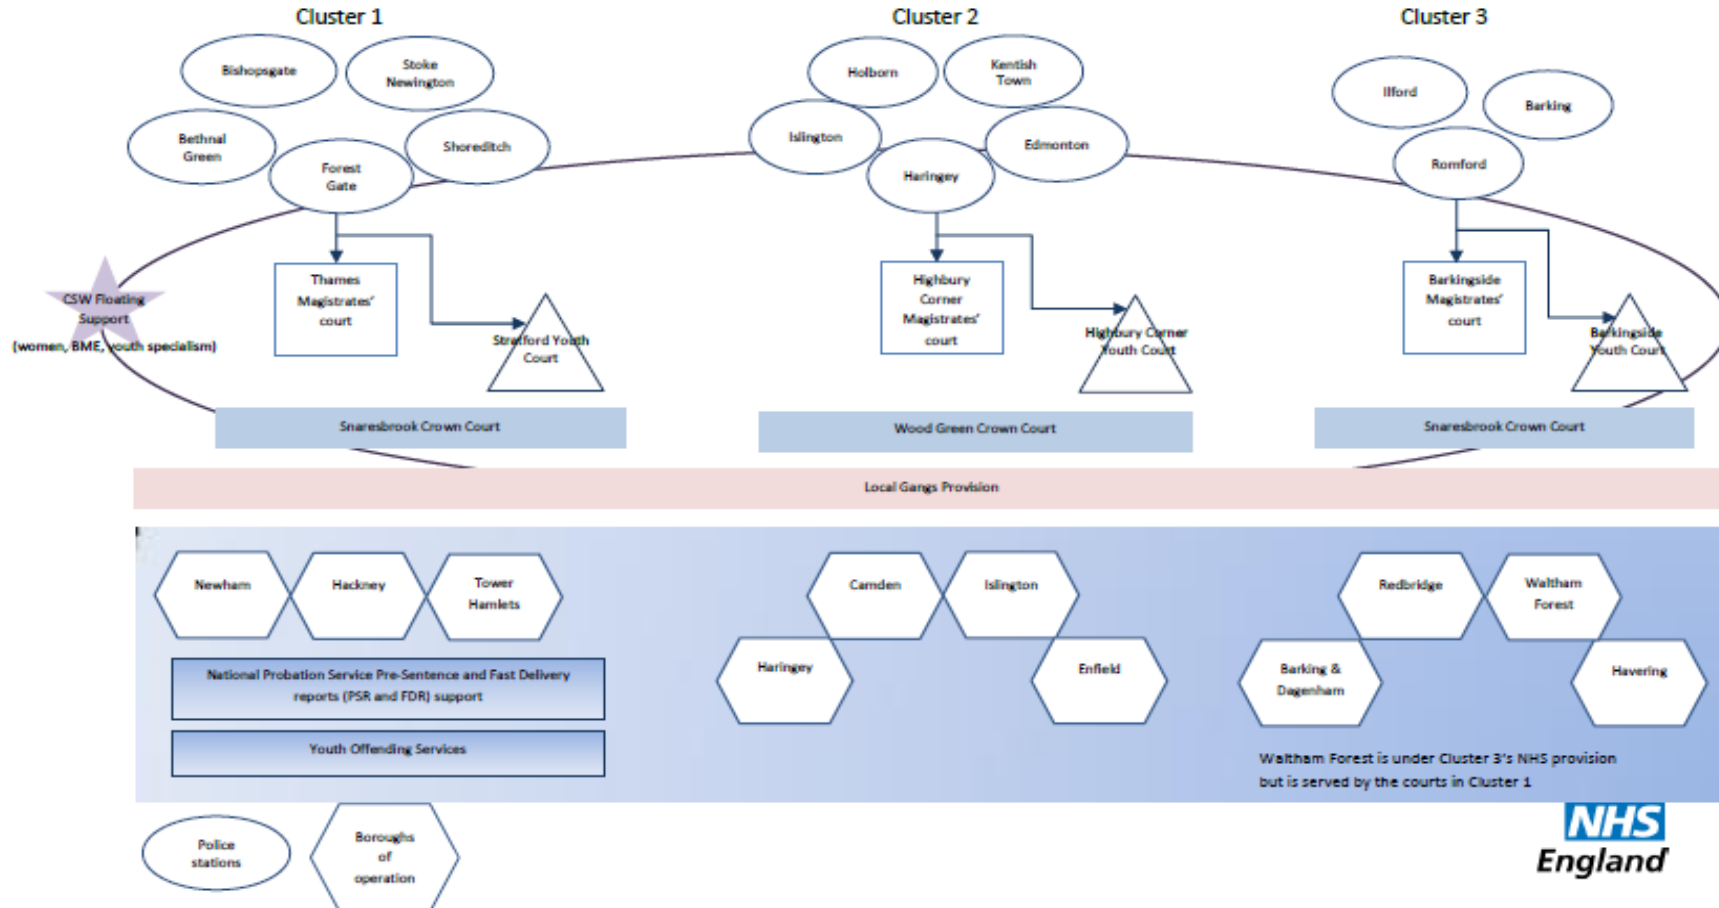 Cluster 1
Cluster 2
Cluster 3
Bishopsgate
Stoke
Newington
Bethnal
Green
Shoreditch
Forest
Gate
Holborn
Kentish
Town
Islington
Edmonton
Haringey
Ilford
Barking
Romford
CSW Floating
Support
(women, BME, youth specialism)
Thames
Magistrates'
court
Stratford Youth
Court
Highbury
Corner
Magistrates'
court
Highbury Corner
Youth Court
Barkingside
Magistrates'
court
Barkingside
Youth Court
Snaresbrook Crown Court
Wood Green Crown Court
Snaresbrook Crown Court
Local Gangs Provision
Newham
Hackney
Tower
Hamlets
Camden
Islington
Haringey
Enfield
Redbridge
Waltham
Forest
Barking &
Dagenham
Havering
National Probation Service Pre-Sentence and Fast Delivery
reports (PSR and FDR) support
Youth Offending Services
Waltham Forest is under Cluster 3's NHS provision
but is served by the courts in Cluster 1
Police
stations
Boroughs
of
operation
NHS
England